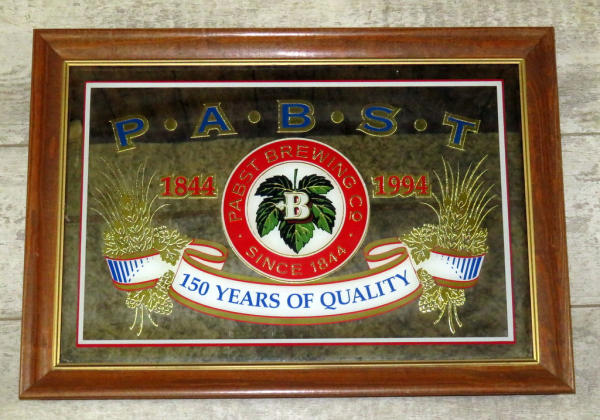 P·A·B·S·T
1844
1994
PABST BREWING CO.
B
SINCE 1844
150 YEARS OF QUALITY